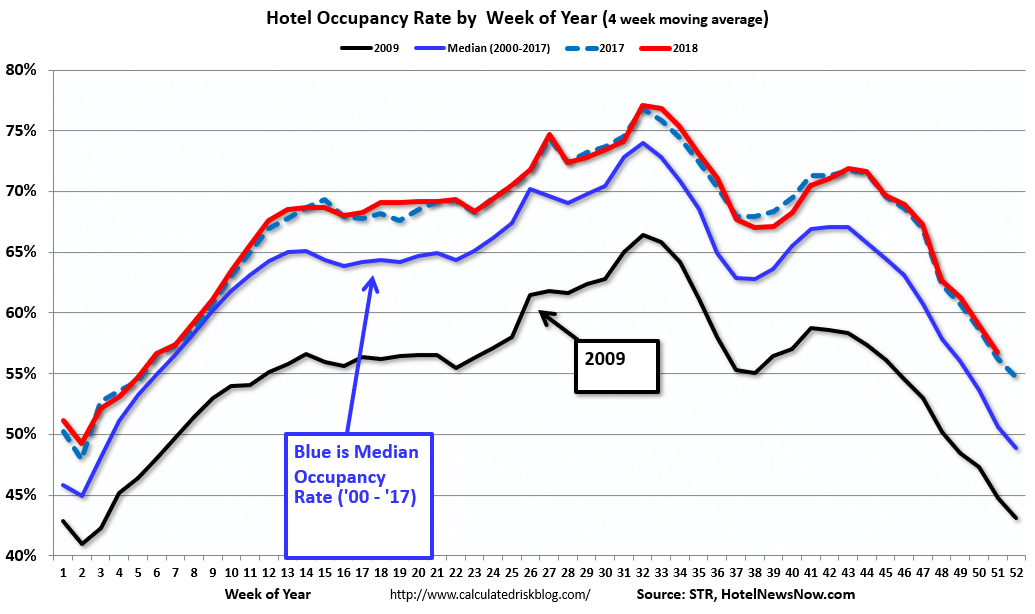 Hotel Occupancy Rate by  Week of Year (4 week moving average)
2009 Median (2000-2017) 2017 2018
80%
75%
70%
65%
60%
55%
50%
45%
40%
2009
Blue is Median
Occupancy
Rate ('00 - '17)
1 2 3 4 5 6 7 8 9 10 11 12 13 14 15 16 17 18 19 20 21 22 23 24 25 26 27 28 29 30 31 32 33 34 35 36 37 38 39 40 41 42 43 44 45 46 47 48 49 50 51 52
Week of Year http://www.calculatedriskblog.com/ Source: STR, HotelNewsNow.com